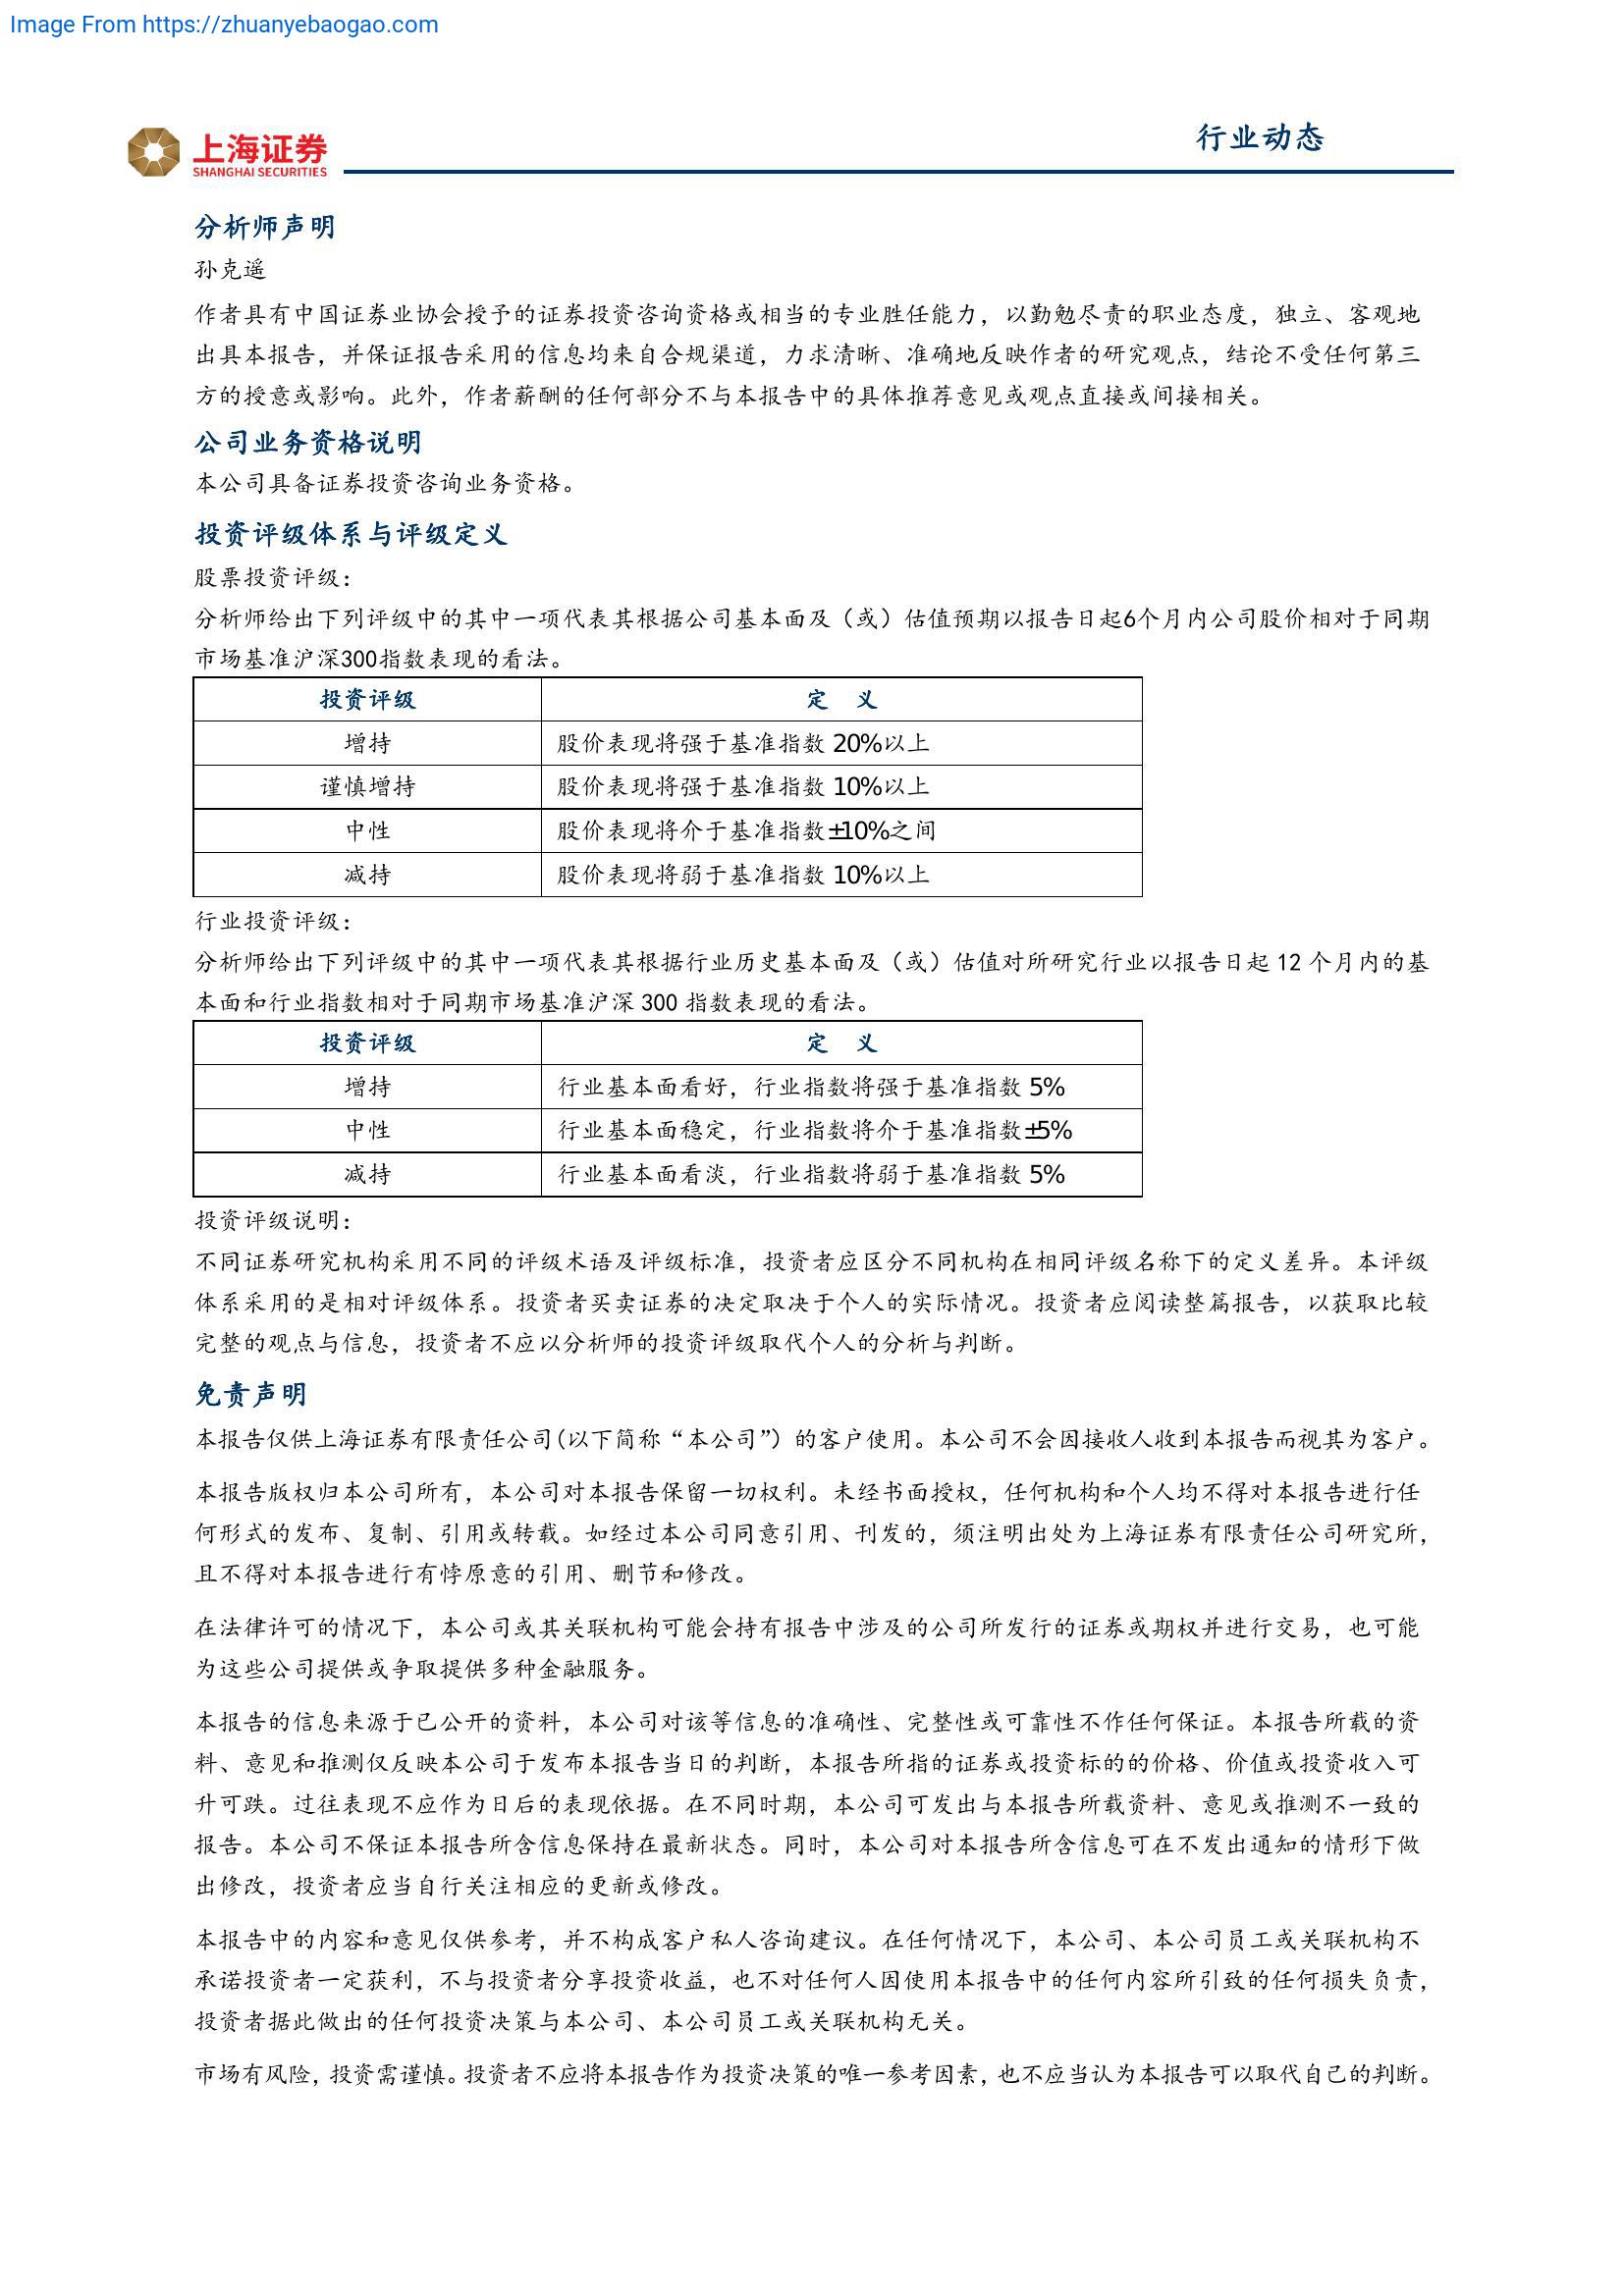 Image From https://zhuanyebaogao.com
行业动态
上海证券
SHANGHAI SECURITIES
分析师声明
孙克遥
作者具有中国证券业协会授予的证券投资咨询资格或相当的专业胜任能力，以勤勉尽责的职业态度，独立、客观地
出具本报告，并保证报告采用的信息均来自合规渠道，力求清晰、准确地反映作者的研究观点，结论不受任何第三
方的授意或影响。此外，作者薪酬的任何部分不与本报告中的具体推荐意见或观点直接或间接相关。
公司业务资格说明
本公司具备证券投资咨询业务资格。
投资评级体系与评级定义
股票投资评级：
分析师给出下列评级中的其中一项代表其根据公司基本面及（或）估值预期以报告日起6个月内公司股价相对于同期
市场基准沪深300指数表现的看法。
投资评级 定 义
增持 股价表现将强于基准指数 20%以上
谨慎增持 股价表现将强于基准指数 10%以上
中性 股价表现将介于基准指数±10%之间
减持 股价表现将弱于基准指数 10%以上
行业投资评级：
分析师给出下列评级中的其中一项代表其根据行业历史基本面及（或）估值对所研究行业以报告日起 12 个月内的基
本面和行业指数相对于同期市场基准沪深 300 指数表现的看法。
投资评级 定 义
增持 行业基本面看好，行业指数将强于基准指数 5%
中性 行业基本面稳定，行业指数将介于基准指数±5%
减持 行业基本面看淡，行业指数将弱于基准指数 5%
投资评级说明：
不同证券研究机构采用不同的评级术语及评级标准，投资者应区分不同机构在相同评级名称下的定义差异。本评级
体系采用的是相对评级体系。投资者买卖证券的决定取决于个人的实际情况。投资者应阅读整篇报告，以获取比较
完整的观点与信息，投资者不应以分析师的投资评级取代个人的分析与判断。
免责声明
本报告仅供上海证券有限责任公司(以下简称“本公司”）的客户使用。本公司不会因接收人收到本报告而视其为客户。
本报告版权归本公司所有，本公司对本报告保留一切权利。未经书面授权，任何机构和个人均不得对本报告进行任
何形式的发布、复制、引用或转载。如经过本公司同意引用、刊发的，须注明出处为上海证券有限责任公司研究所，
且不得对本报告进行有悖原意的引用、删节和修改。
在法律许可的情况下，本公司或其关联机构可能会持有报告中涉及的公司所发行的证券或期权并进行交易，也可能
为这些公司提供或争取提供多种金融服务。
本报告的信息来源于已公开的资料，本公司对该等信息的准确性、完整性或可靠性不作任何保证。本报告所载的资
料、意见和推测仅反映本公司于发布本报告当日的判断，本报告所指的证券或投资标的的价格、价值或投资收入可
升可跌。过往表现不应作为日后的表现依据。在不同时期，本公司可发出与本报告所载资料、意见或推测不一致的
报告。本公司不保证本报告所含信息保持在最新状态。同时，本公司对本报告所含信息可在不发出通知的情形下做
出修改，投资者应当自行关注相应的更新或修改。
本报告中的内容和意见仅供参考，并不构成客户私人咨询建议。在任何情况下，本公司、本公司员工或关联机构不
承诺投资者一定获利，不与投资者分享投资收益，也不对任何人因使用本报告中的任何内容所引致的任何损失负责，
投资者据此做出的任何投资决策与本公司、本公司员工或关联机构无关。
市场有风险，投资需谨慎。投资者不应将本报告作为投资决策的唯一参考因素，也不应当认为本报告可以取代自己的判断。